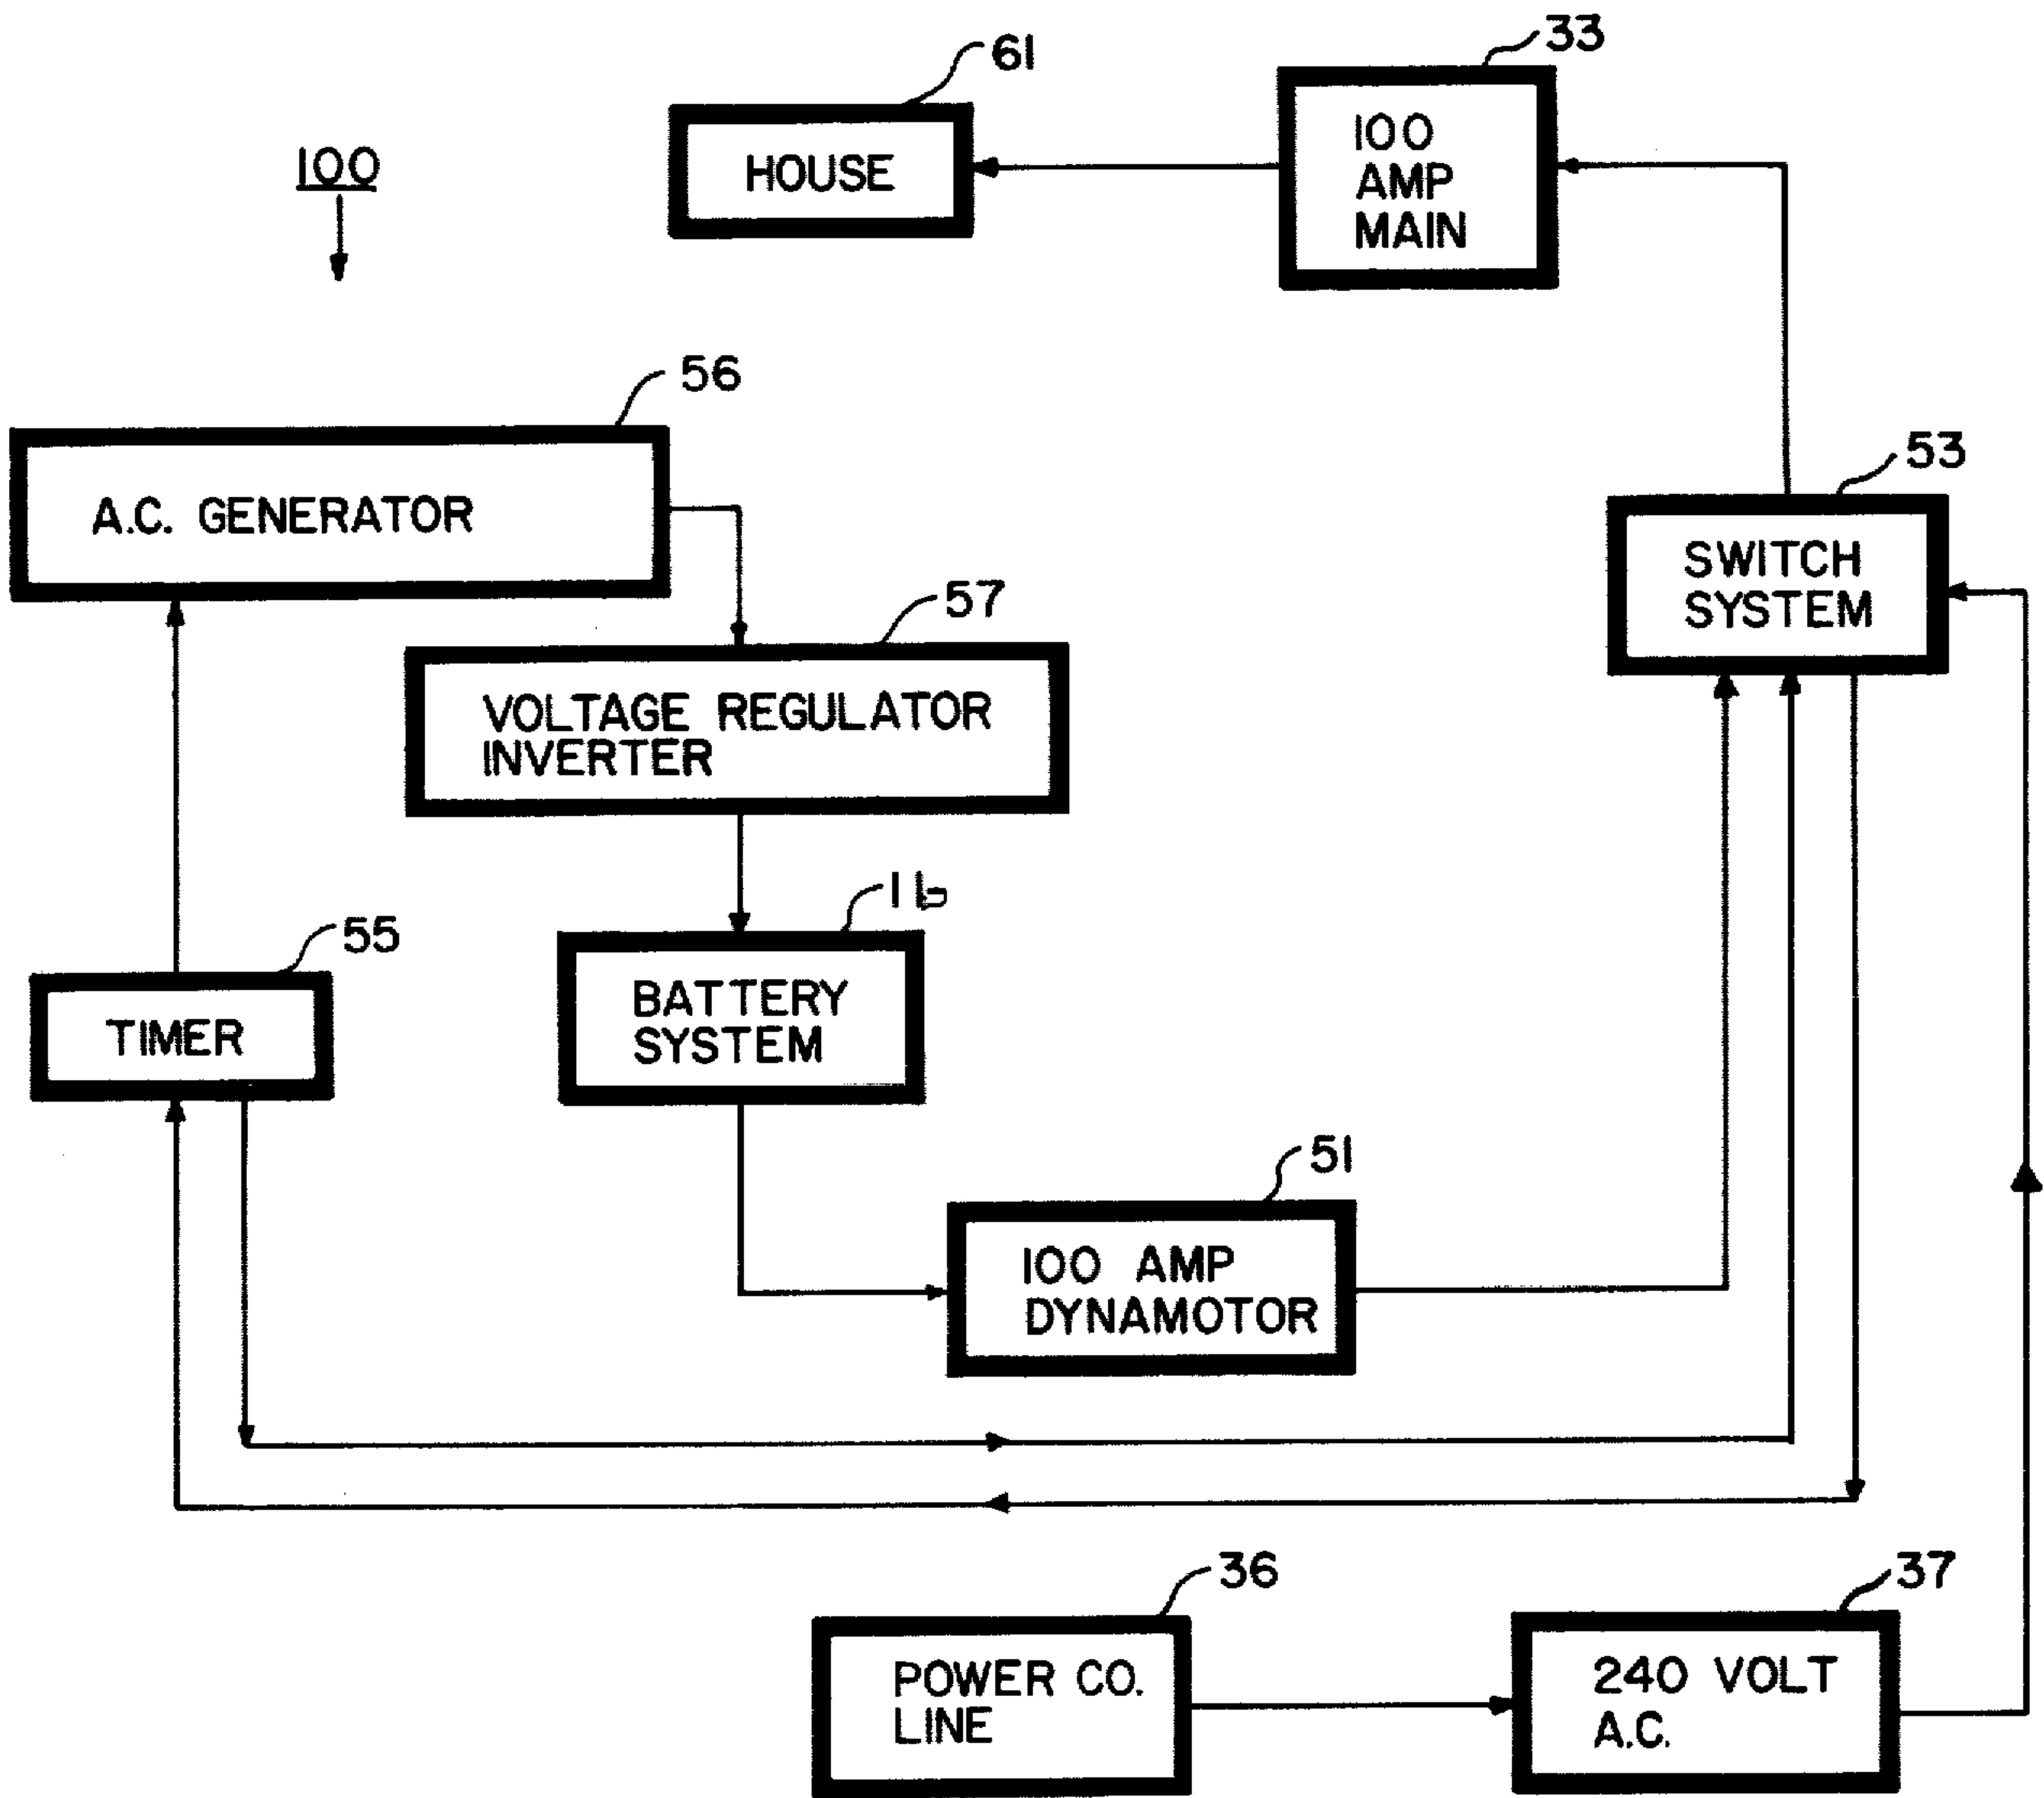 61
33
HOUSE
100
AMP
MAIN
100
56
A.C. GENERATOR
53
SWITCH
SYSTEM
57
VOLTAGE REGULATOR
INVERTER
16
BATTERY
SYSTEM
55
TIMER
51
100 AMP
DYNAMOTOR
36
POWER CO.
LINE
37
240 VOLT
A.C.